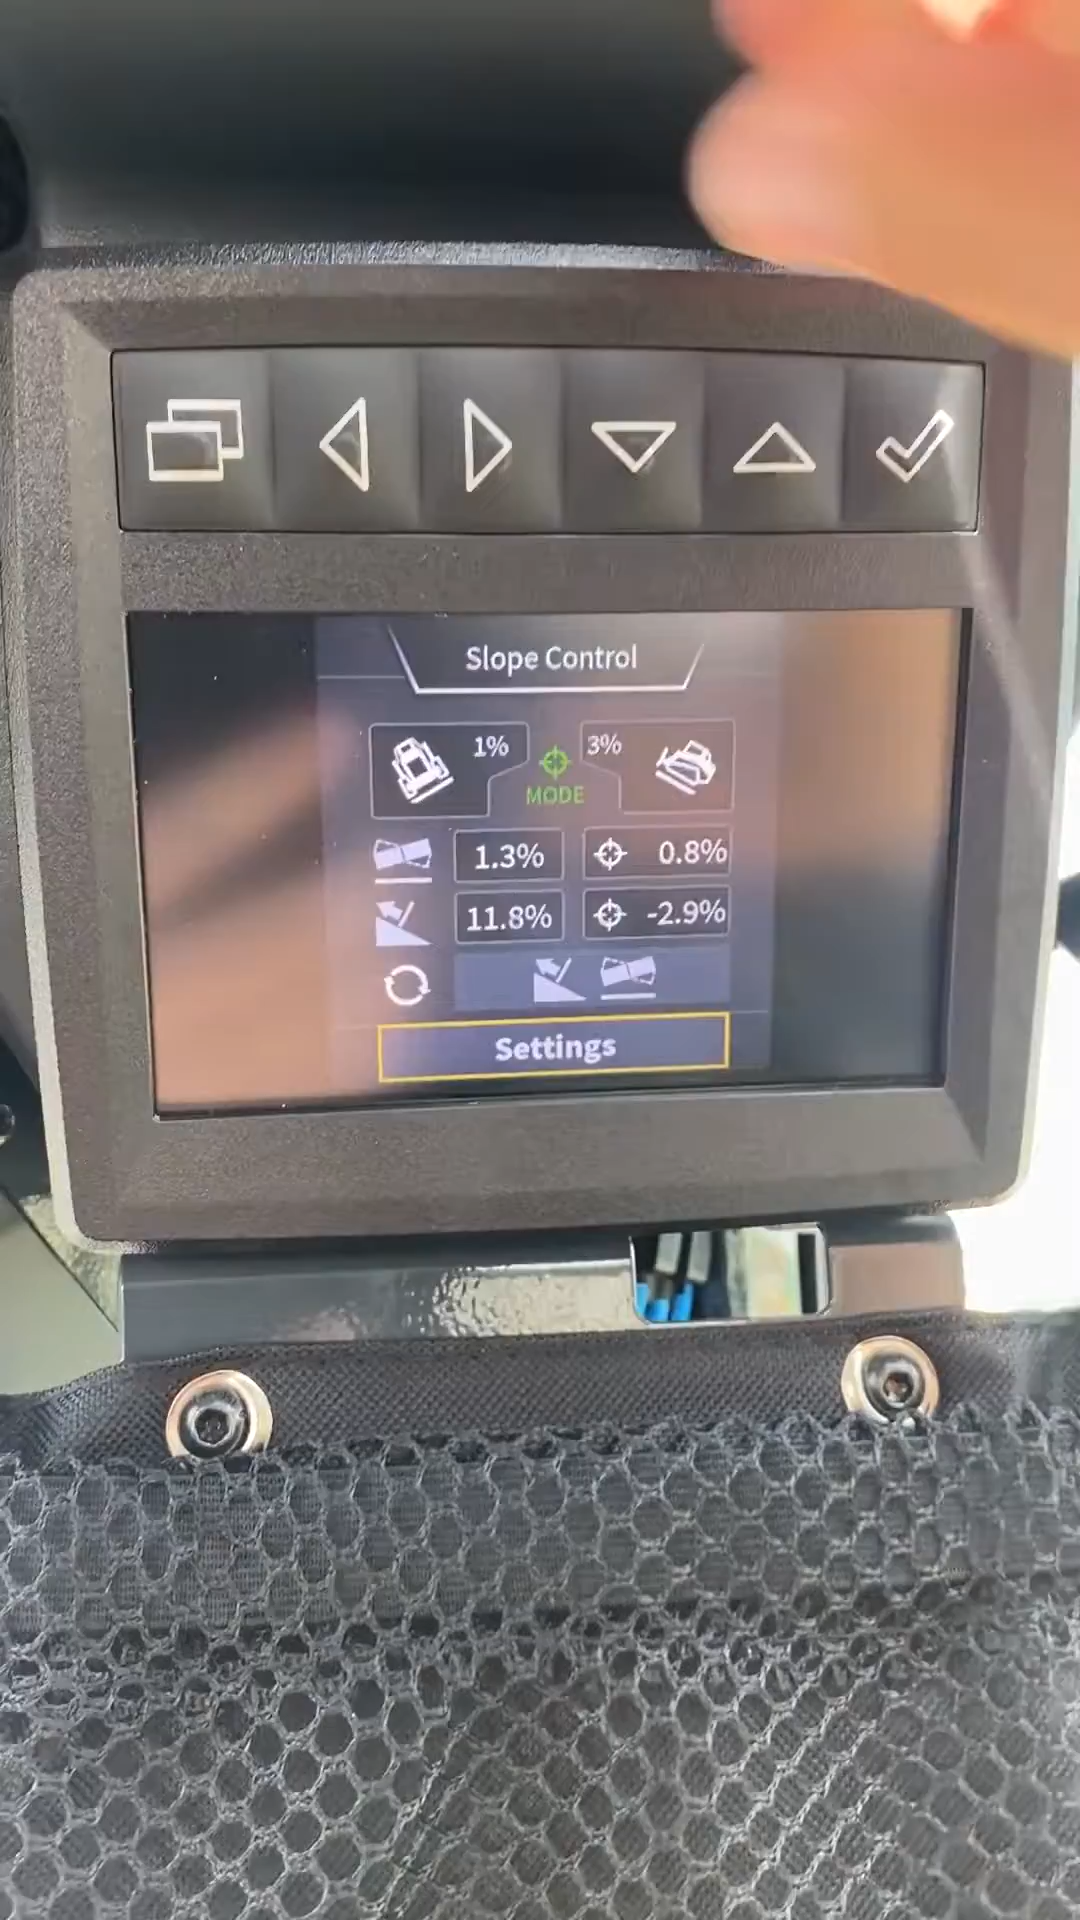 Slope Control
1% MODE 3%
1.3% 0.8%
11.8% -2.9%
Settings